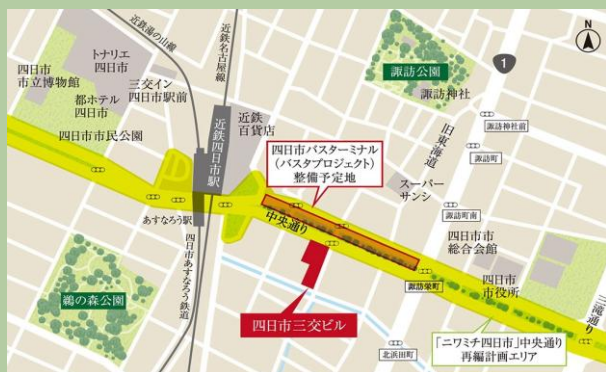 近鉄湯の山線
近鉄名古屋線
トナリエ
四日市
四日市
市立博物館
三交イン
四日市駅前
都ホテル
四日市
四日市市民公園
近鉄四日市駅
近鉄
百貨店
諏訪公園
諏訪神社
1
N
諏訪神社前
旧東海道
諏訪町
四日市バスターミナル
(バスタプロジェクト)
整備予定地
スーパー
サンシ
諏訪町南
あすなろう駅
中央通り
四日市市
総合会館
四日市あすなろう鉄道
諏訪栄町
四日市
市役所
三滝通り
鵜の森公園
四日市三交ビル
北浜田町
「ニワミチ四日市」中央通り
再編計画エリア